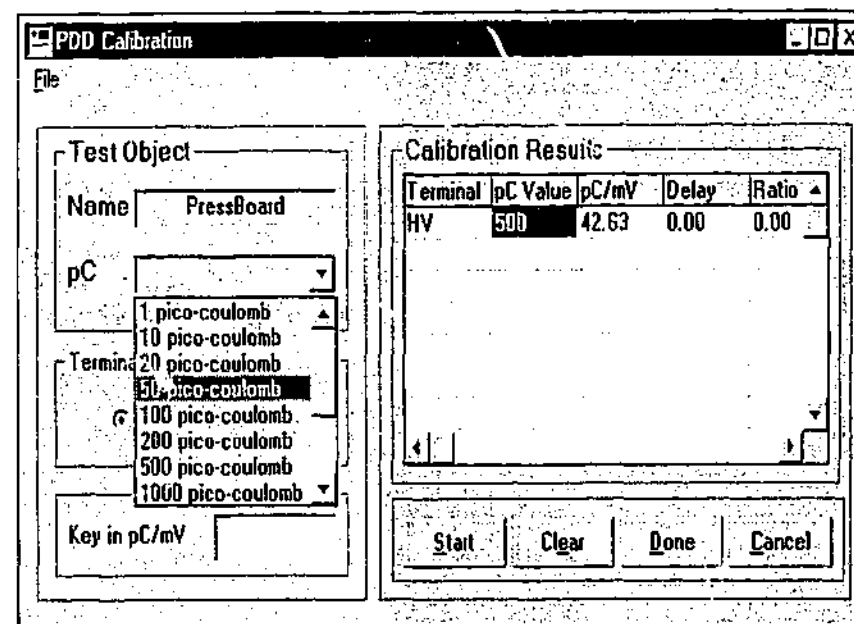 PDD Calibration
File
Test Object
Name PressBoard
pC
1 pico-coulomb
10 pico-coulomb
20 pico-coulomb
50 pico-coulomb
100 pico-coulomb
200 pico-coulomb
500 pico-coulomb
1000 pico-coulomb
Termina
Key in pC/mV
Calibration Results
Terminal pC Value pC/mV Delay Ratio
HV 500 42.63 0.00 0.00
Start Clear Done Cancel